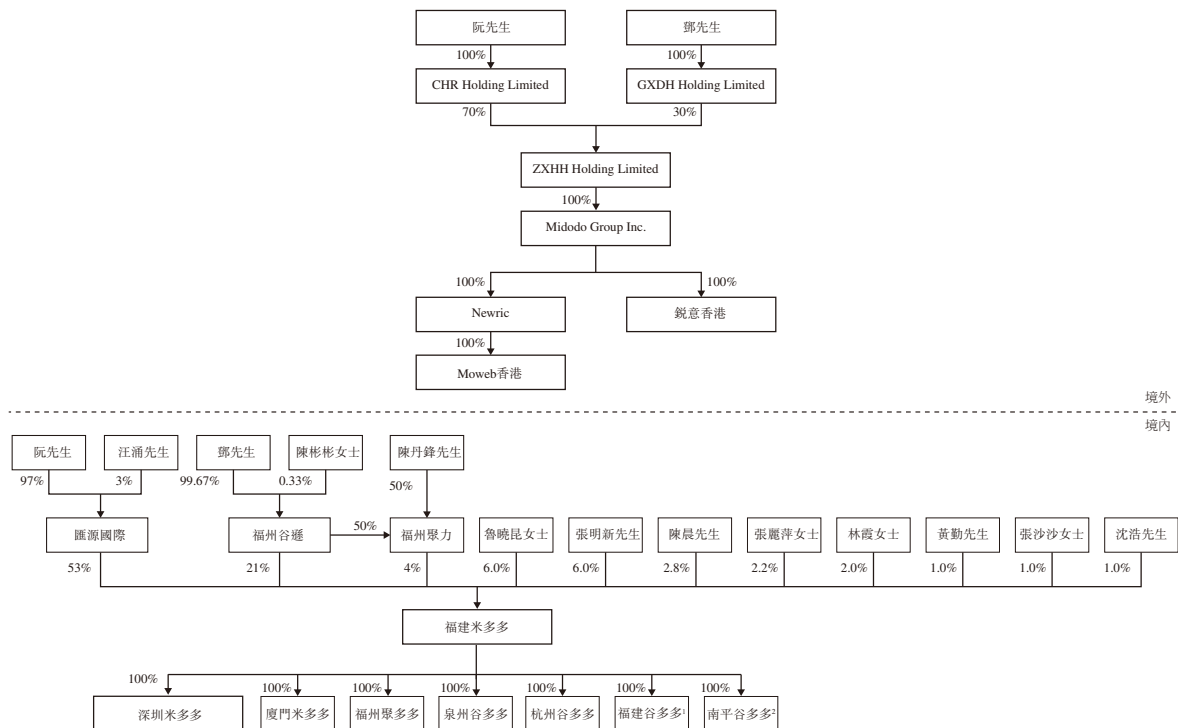 阮先生
鄧先生
100%
100%
CHR Holding Limited
GXDH Holding Limited
70%
30%
ZXHH Holding Limited
100%
Midodo Group Inc.
100%
100%
Newric
鋭意香港
100%
Moweb香港
境外
境內
阮先生
汪涌先生
鄧先生
陳彬彬女士
陳丹鋒先生
97%
3%
99.67%
0.33%
50%
匯源國際
福州谷遜
50%
福州聚力
魯曉昆女士
張明新先生
陳晨先生
張麗萍女士
林霞女士
黃勤先生
張沙沙女士
沈浩先生
53%
21%
4%
6.0%
6.0%
2.8%
2.2%
2.0%
1.0%
1.0%
1.0%
福建米多多
100%
100%
100%
100%
100%
100%
100%
深圳米多多
廈門米多多
福州聚多多
泉州谷多多
杭州谷多多
福建谷多多¹
南平谷多多²